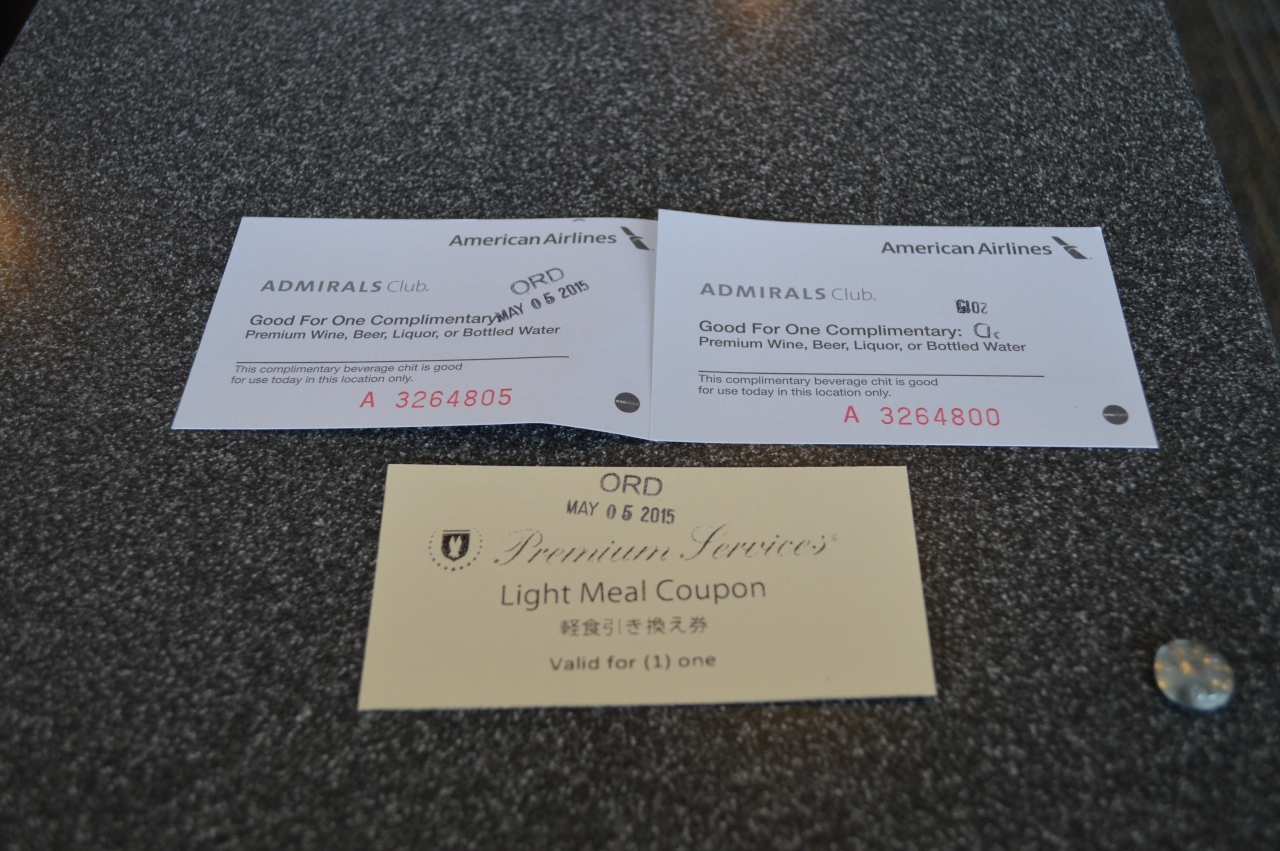 American Airlines
ADMIRALS Club.
ORD
MAY 05 2015
Good For One Complimentary
Premium Wine, Beer, Liquor, or Bottled Water
This complimentary beverage chit is good
for use today in this location only.
A 3264805
American Airlines
ADMIRALS Club.
2015
Good For One Complimentary:
Premium Wine, Beer, Liquor, or Bottled Water
This complimentary beverage chit is good
for use today in this location only.
A 3264800
ORD
MAY 05 2015
Premium Services
Light Meal Coupon
軽食引き換え券
Valid for (1) one